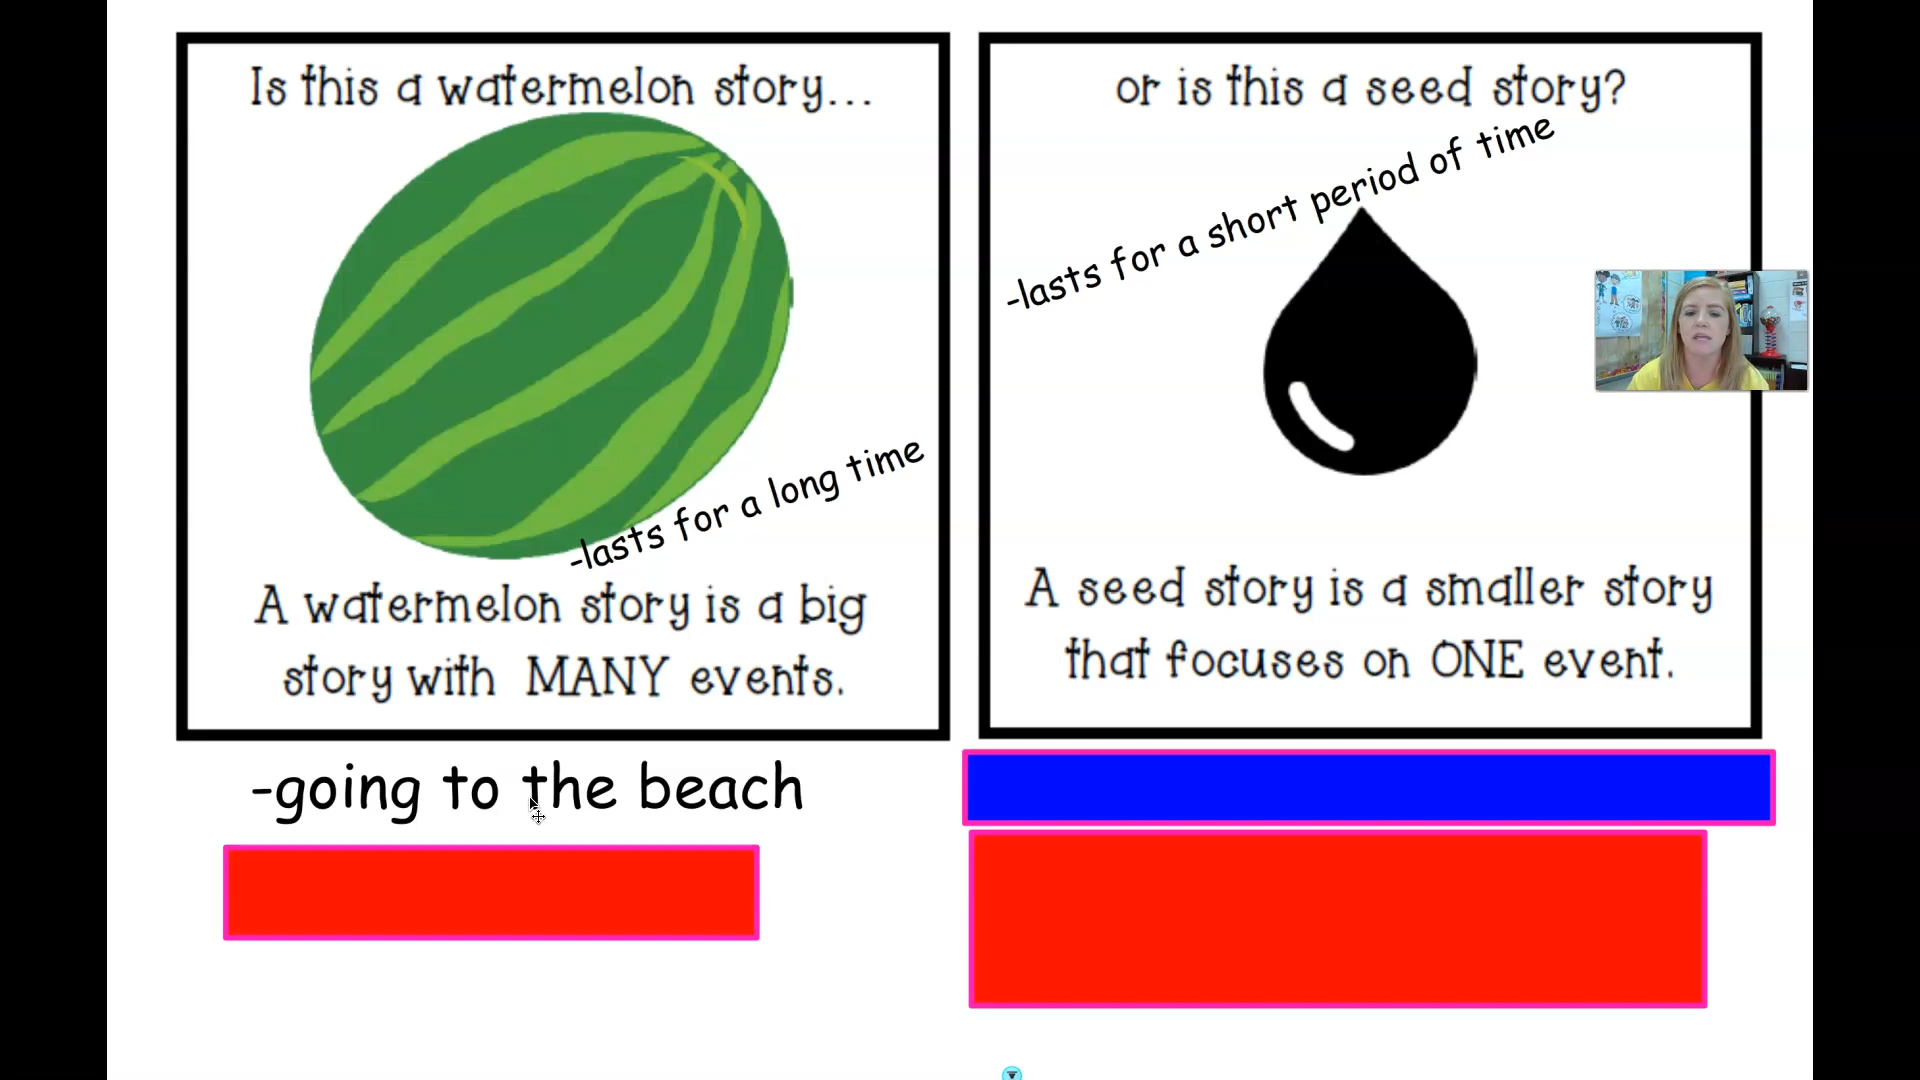 Is this a watermelon story...
-lasts for a long time
A watermelon story is a big
story with MANY events.
-going to the beach
or is this a seed story?
-lasts for a short period of time
A seed story is a smaller story
that focuses on ONE event.